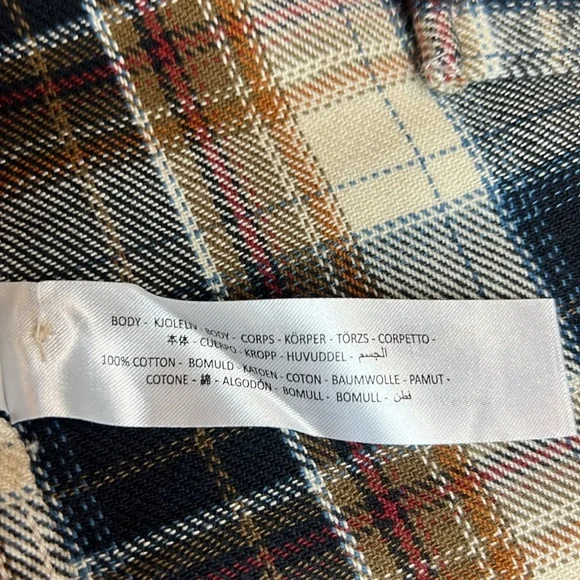 BODY - KJOLELIV - BODY - CORPS - KÖRPER - TÖRZS - CORPETTO -
本体 - CUERPO - KROPP - HUVUDDEL - الجسم
100% COTTON - BOMULD - KATOEN - COTON - BAUMWOLLE - PAMUT -
COTONE - 綿 - ALGODÓN - BOMULL - BOMULL - قطن